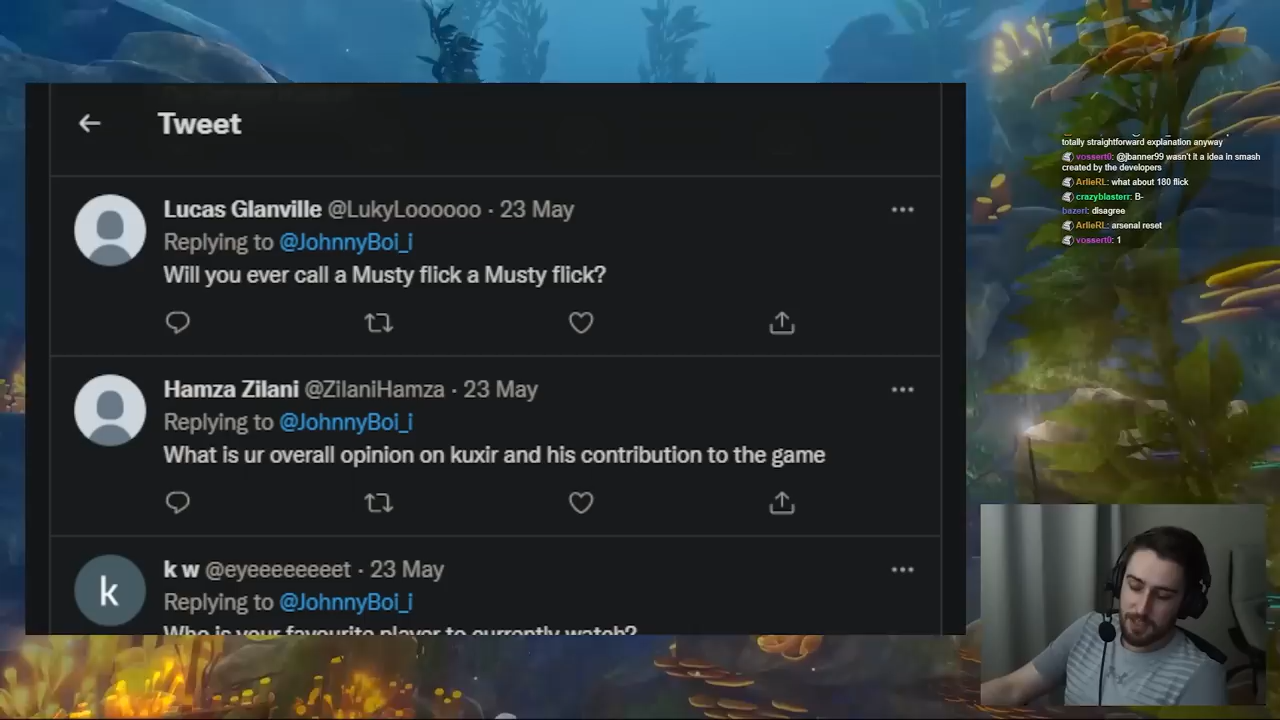 Tweet
Lucas Glanville @LukyLoooooo · 23 May
Replying to @JohnnyBoi_i
Will you ever call a Musty flick a Musty flick?
Hamza Zilani @ZilaniHamza · 23 May
Replying to @JohnnyBoi_i
What is ur overall opinion on kuxir and his contribution to the game
k
k w @eyeeeeeeeet · 23 May
Replying to @JohnnyBoi_i
Who is your favourite player to currently watch?
totally straightforward explanation anyway
vossert0: @jbanner99 wasn't it a idea in smash
created by the developers
ArlieRL: what about 180 flick
crazyblasterr: B-
bazerl: disagree
ArlieRL: arsenal reset
vossert0: 1